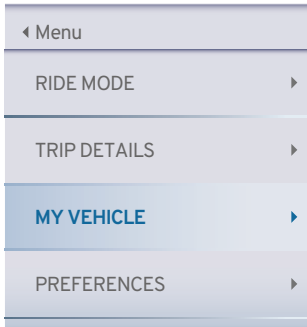 Menu
RIDE MODE
TRIP DETAILS
MY VEHICLE
PREFERENCES